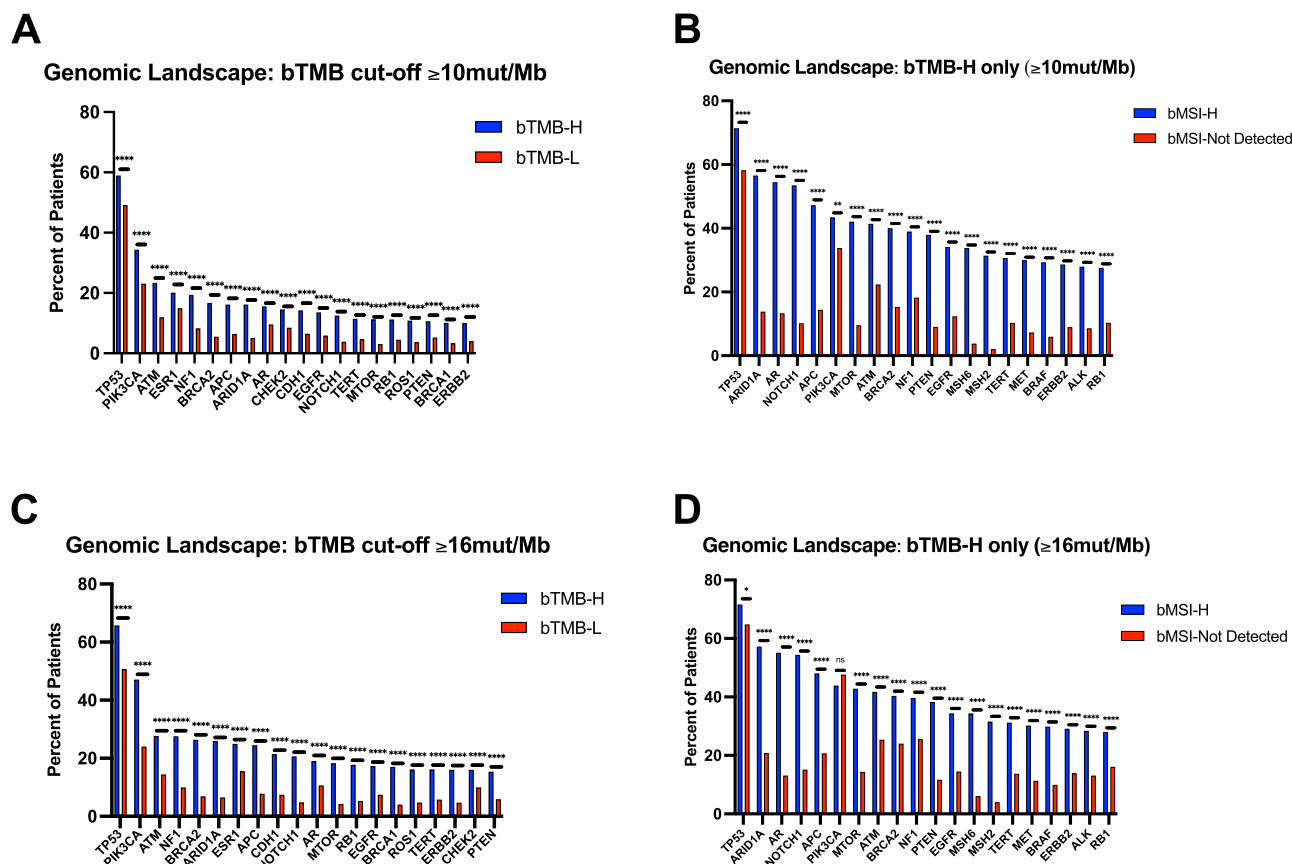 A
Genomic Landscape: bTMB cut-off ≥10mut/Mb
bTMB-H
bTMB-L
Percent of Patients
80
60
40
20
0
**** **** **** **** **** **** **** **** **** **** **** **** **** **** **** **** **** **** **** ****
TP53 PIK3CA ATM ESR1 NF1 BRCA2 APC ARID1A AR CHEK2 CDH1 EGFR NOTCH1 TERT MTOR RB1 ROS1 PTEN BRCA1 ERBB2
B
Genomic Landscape: bTMB-H only (≥10mut/Mb)
bMSI-H
bMSI-Not Detected
Percent of Patients
80
60
40
20
0
**** **** **** **** **** ** **** **** **** **** **** **** **** **** **** **** **** **** **** ****
TP53 ARID1A AR NOTCH1 APC PIK3CA MTOR ATM BRCA2 NF1 PTEN EGFR MSH6 MSH2 TERT MET BRAF ERBB2 ALK RB1
C
Genomic Landscape: bTMB cut-off ≥16mut/Mb
bTMB-H
bTMB-L
Percent of Patients
80
60
40
20
0
**** **** **** **** **** **** **** **** **** **** **** **** **** **** **** **** **** **** **** ****
TP53 PIK3CA ATM NF1 BRCA2 ARID1A ESR1 APC CDH1 NOTCH1 AR MTOR RB1 EGFR BRCA1 ROS1 TERT ERBB2 CHEK2 PTEN
D
Genomic Landscape: bTMB-H only (≥16mut/Mb)
bMSI-H
bMSI-Not Detected
Percent of Patients
80
60
40
20
0
* **** **** **** **** ns **** **** **** **** **** **** **** **** **** **** **** **** **** ****
TP53 ARID1A AR NOTCH1 APC PIK3CA MTOR ATM BRCA2 NF1 PTEN EGFR MSH6 MSH2 TERT MET BRAF ERBB2 ALK RB1